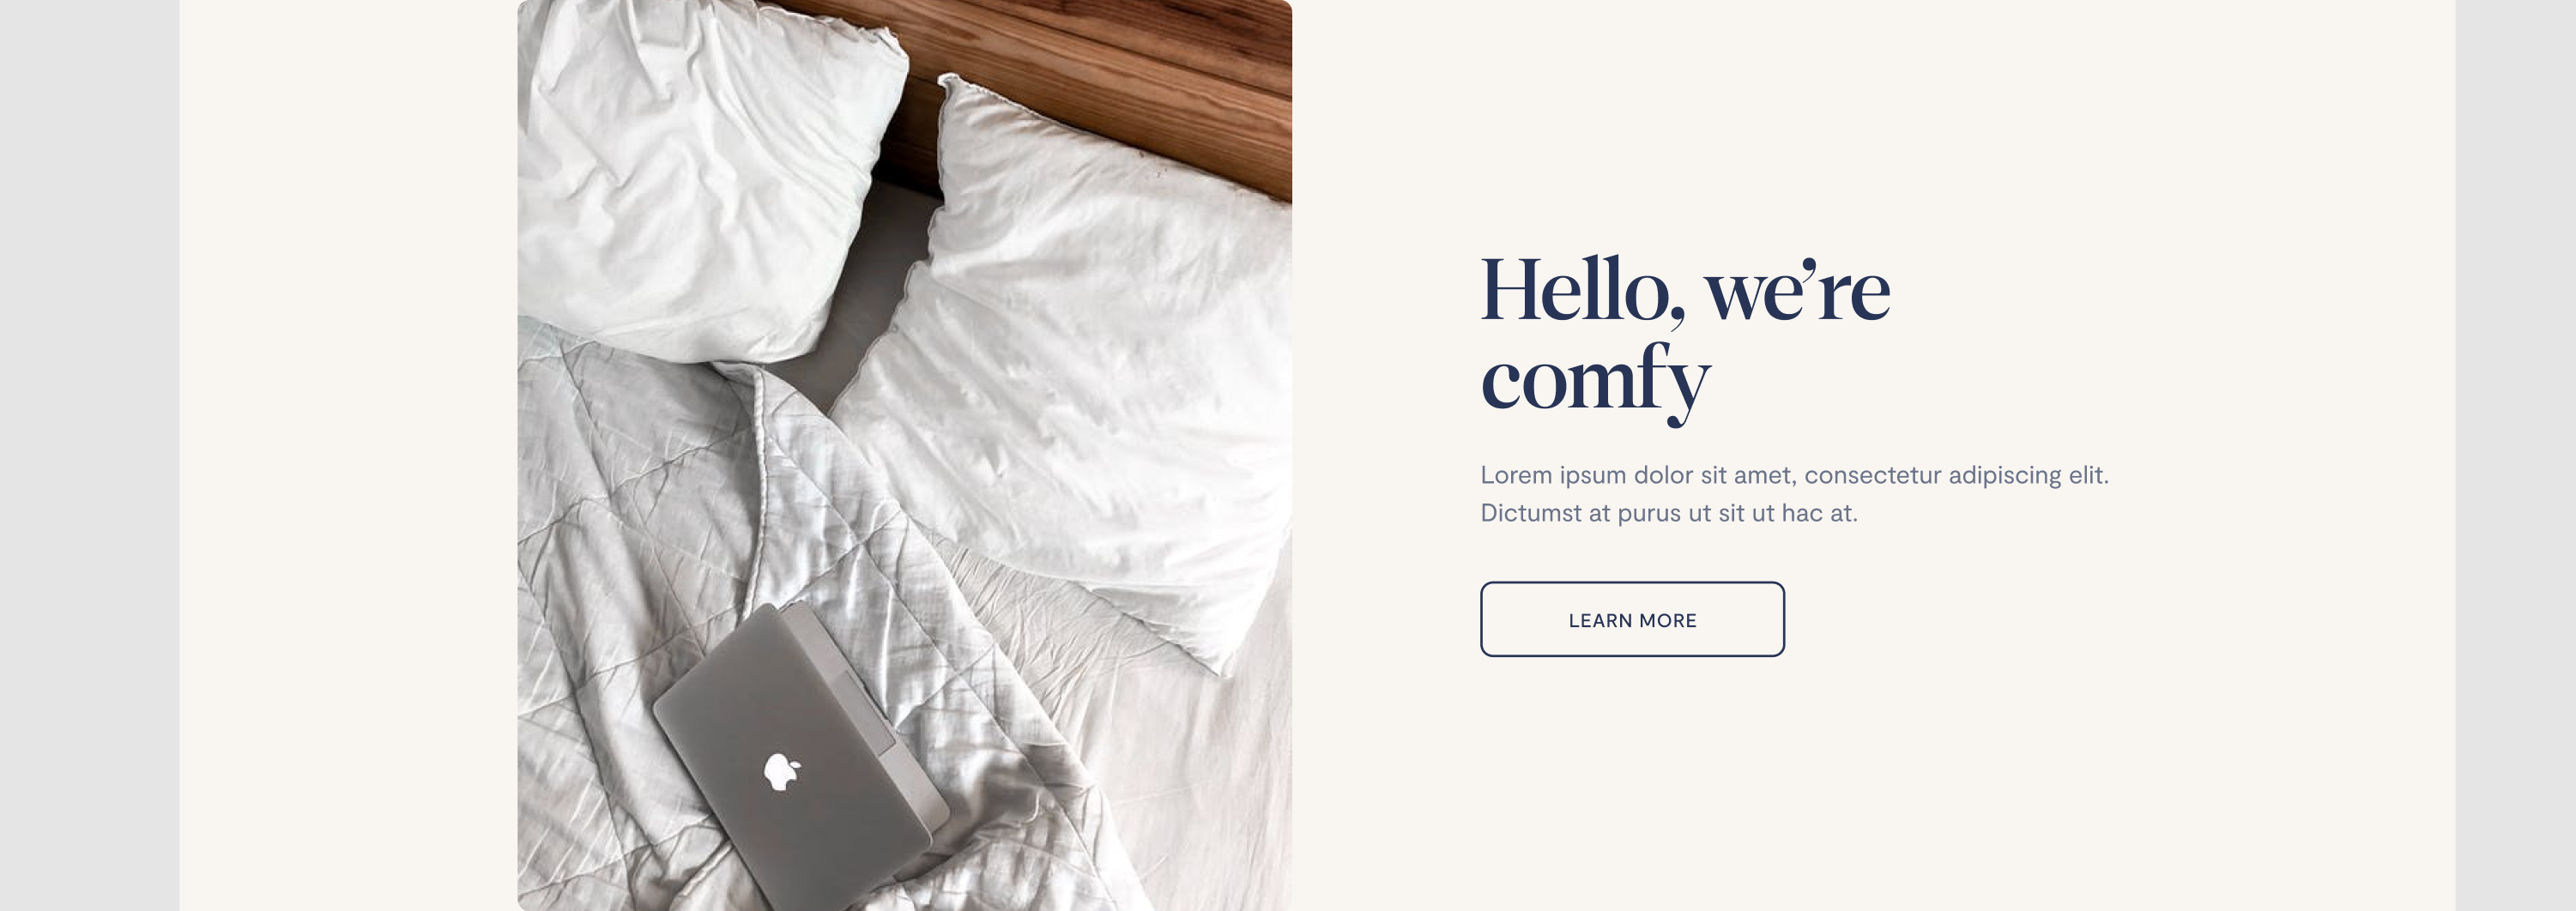 Hello, we’re
comfy
Lorem ipsum dolor sit amet, consectetur adipiscing elit.
Dictumst at purus ut sit ut hac at.
LEARN MORE